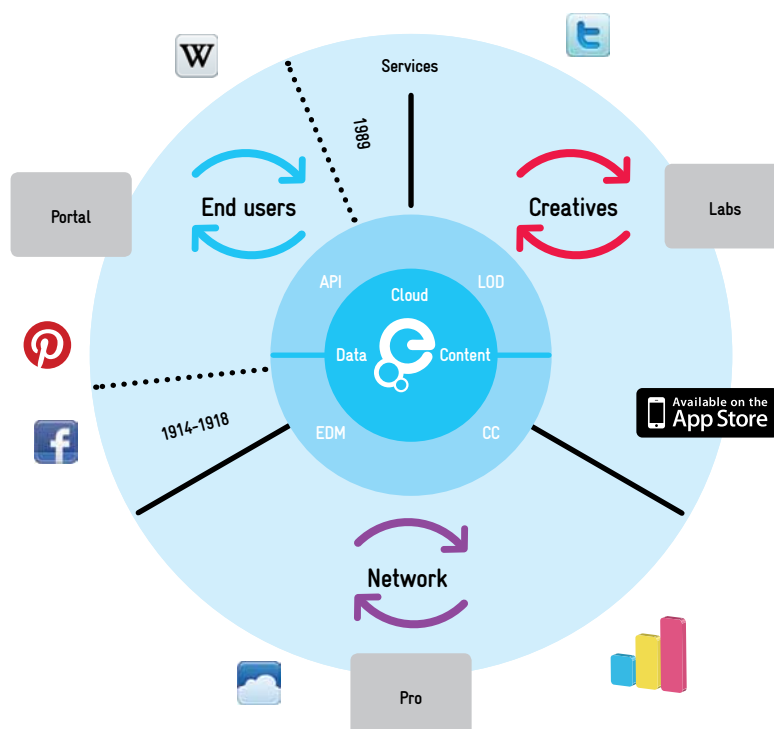 W
t
Services
1989
End users
Creatives
Portal
Labs
API
LOD
Cloud
Data
Content
EDM
CC
1914-1918
f
Available on the
App Store
Network
Pro